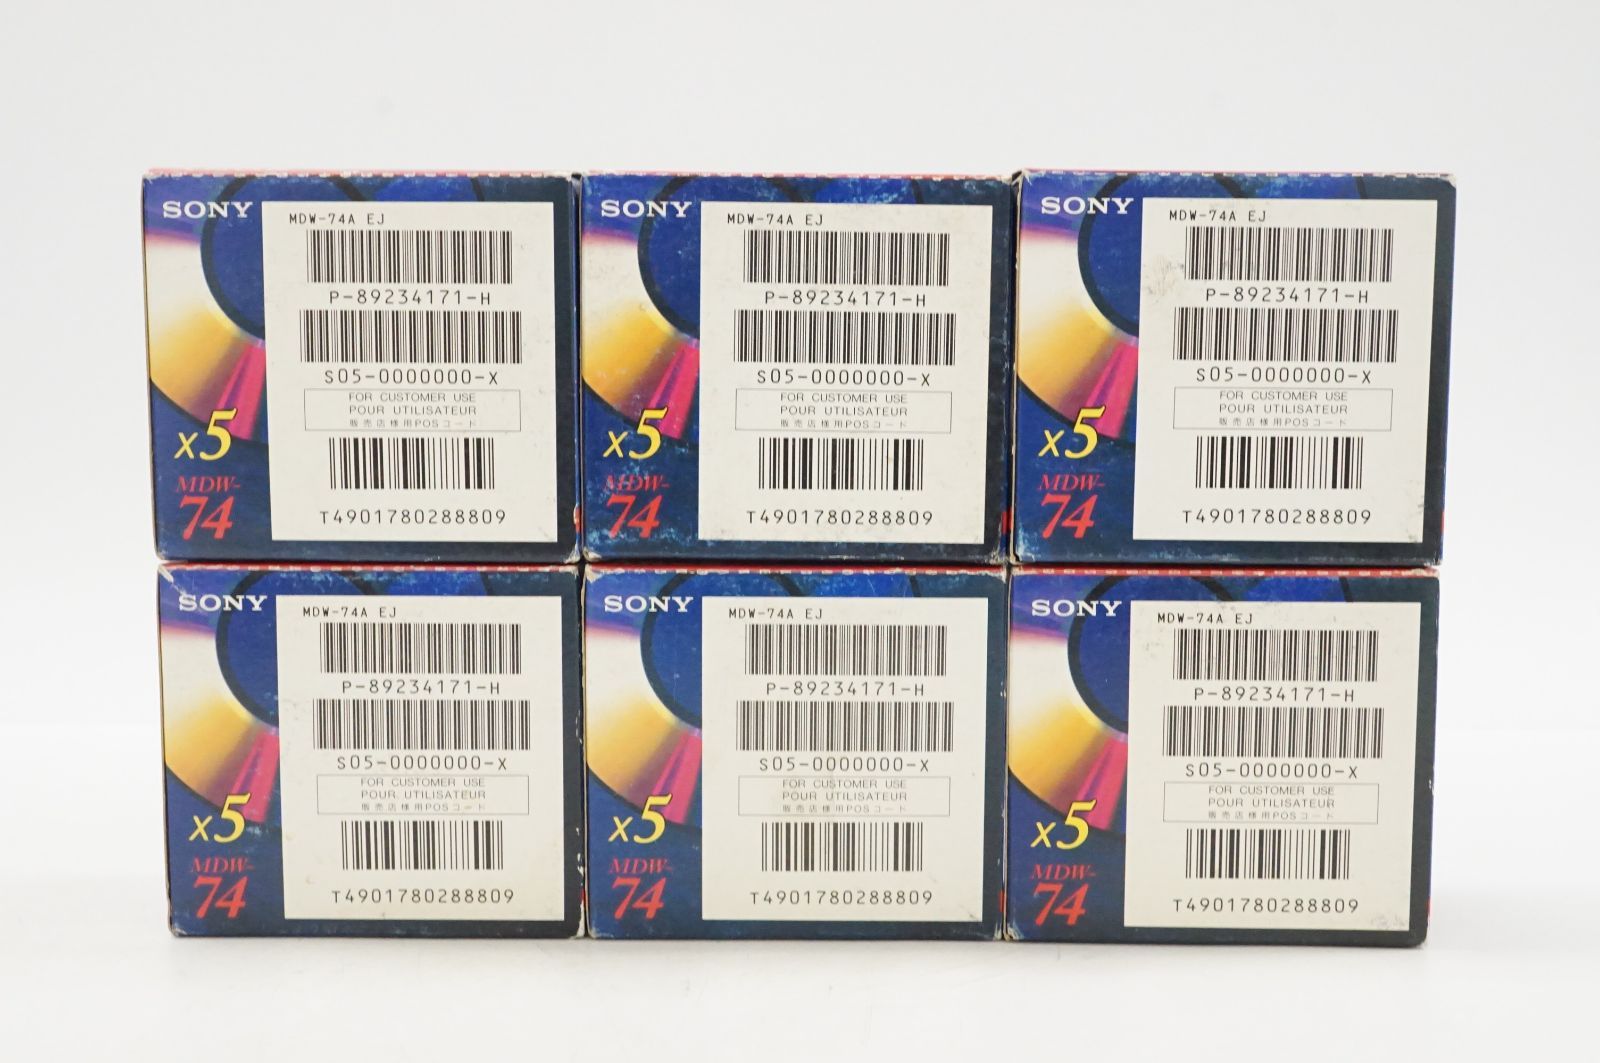 SONY
MDW-74A EJ
P-89234171-H
S05-0000000-X
FOR CUSTOMER USE
POUR UTILISATEUR
販売店様用POSコード
x5
MDW-
74
T4901780288809
SONY
MDW-74A EJ
P-89234171-H
S05-0000000-X
FOR CUSTOMER USE
POUR UTILISATEUR
販売店様用POSコード
x5
MDW-
74
T4901780288809
SONY
MDW-74A EJ
P-89234171-H
S05-0000000-X
FOR CUSTOMER USE
POUR UTILISATEUR
販売店様用POSコード
x5
MDW-
74
T4901780288809
SONY
MDW-74A EJ
P-89234171-H
S05-0000000-X
FOR CUSTOMER USE
POUR UTILISATEUR
販売店様用POSコード
x5
MDW-
74
T4901780288809
SONY
MDW-74A EJ
P-89234171-H
S05-0000000-X
FOR CUSTOMER USE
POUR UTILISATEUR
販売店様用POSコード
x5
MDW-
74
T4901780288809
SONY
MDW-74A EJ
P-89234171-H
S05-0000000-X
FOR CUSTOMER USE
POUR UTILISATEUR
販売店様用POSコード
x5
MDW-
74
T4901780288809